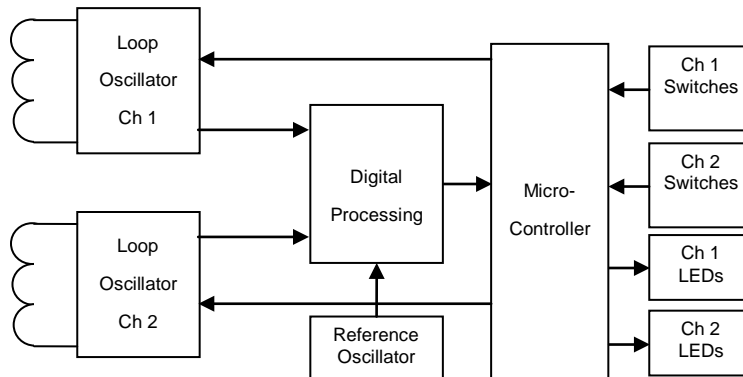 Loop
Oscillator
Ch 1
Loop
Oscillator
Ch 2
Digital
Processing
Reference
Oscillator
Micro-
Controller
Ch 1
Switches
Ch 2
Switches
Ch 1
LEDs
Ch 2
LEDs